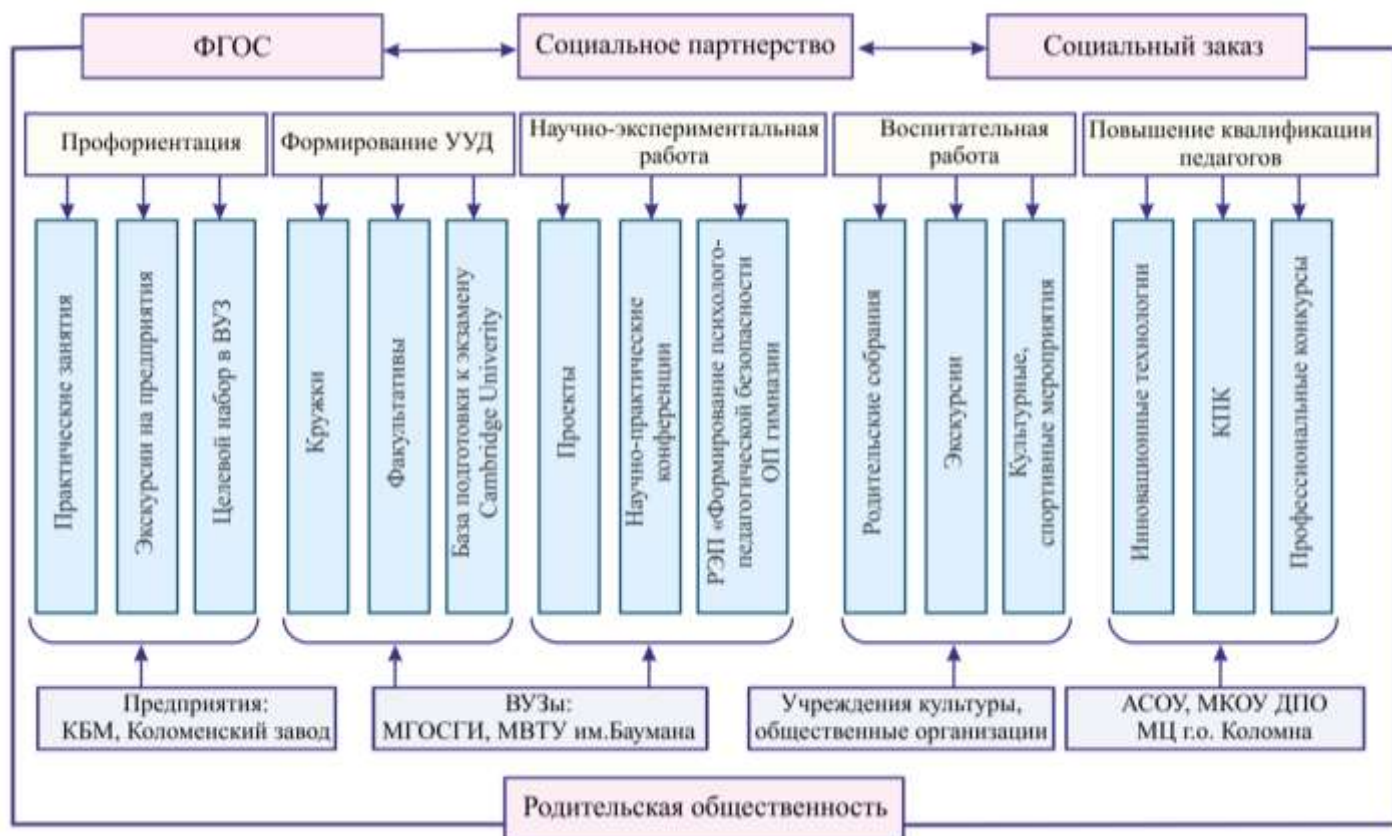 ФГОС
Социальное партнерство
Социальный заказ
Профориентация
Формирование УУД
Научно-экспериментальная
работа
Воспитательная
работа
Повышение квалификации
педагогов
Практические занятия
Экскурсии на предприятия
Целевой набор в ВУЗ
Кружки
Факультативы
База подготовки к экзамену
Cambridge Univerity
Проекты
Научно-практические
конференции
РЭП «Формирование психолого-
педагогической безопасности
ОП гимназии
Родительские собрания
Экскурсии
Культурные,
спортивные мероприятия
Инновационные технологии
КПК
Профессиональные конкурсы
Предприятия:
КБМ, Коломенский завод
ВУЗы:
МГОСГИ, МВТУ им.Баумана
Учреждения культуры,
общественные организации
АСОУ, МКОУ ДПО
МЦ г.о. Коломна
Родительская общественность